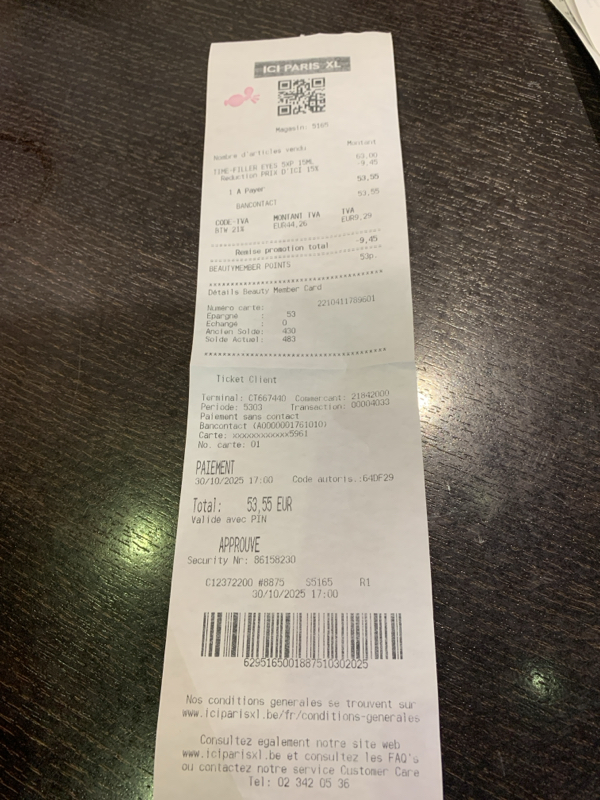 ICI PARIS XL
Magasin: 5165
Montant
Nombre d'articles vendu
TIME-FILLER EYES 5XP 15ML 63,00
Reduction PRIX D'ICI 15% -9,45
53,55
1 A Payer
53,55
BANCONTACT
CODE-TVA MONTANT TVA TVA
BTW 21% EUR44,26 EUR9,29
Remise promotion total -9,45
BEAUTYMEMBER POINTS 53p.
Détails Beauty Member Card
Numéro carte: 2210411789601
Epargné : 53
Echange : 0
Ancien Solde: 430
Solde Actuel: 483
Ticket Client
Terminal: CT667440 Commercant: 21842000
Periode: 5303 Transaction: 00004033
Paiement sans contact
Bancontact (A0000001761010)
Carte: xxxxxxxxxxxx5961
No. carte: 01
PAIEMENT
30/10/2025 17:00 Code autoris.:64DF29
Total: 53,55 EUR
Valide avec PIN
APPROUVE
Security Nr: 86158230
C12372200 #8875 S5165 R1
30/10/2025 17:00
6295165001887510302025
Nos conditions generales se trouvent sur
www.iciparisxl.be/fr/conditions-generales
Consultez egalement notre site web
www.iciparisxl.be et consultez les FAQ's
ou contactez notre service Customer Care
Tel: 02 342 05 36